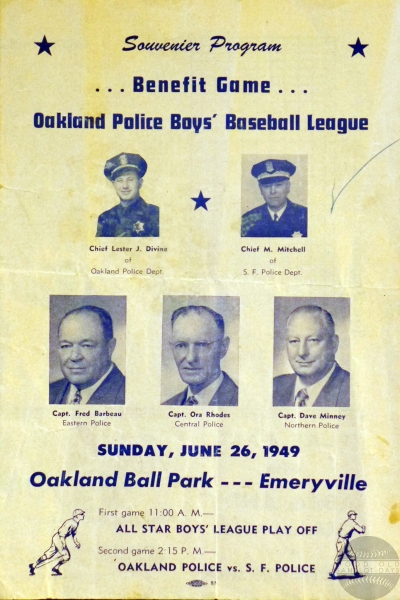 Souvenier Program
. . . Benefit Game . . .
Oakland Police Boys' Baseball League
Chief Lester J. Divine
of
Oakland Police Dept.
Chief M. Mitchell
of
S. F. Police Dept.
Capt. Fred Barbeau
Eastern Police
Capt. Ora Rhodes
Central Police
Capt. Dave Minney
Northern Police
SUNDAY, JUNE 26, 1949
Oakland Ball Park --- Emeryville
First game 11:00 A. M.—
ALL STAR BOYS' LEAGUE PLAY OFF
Second game 2:15 P. M.—
OAKLAND POLICE vs. S. F. POLICE